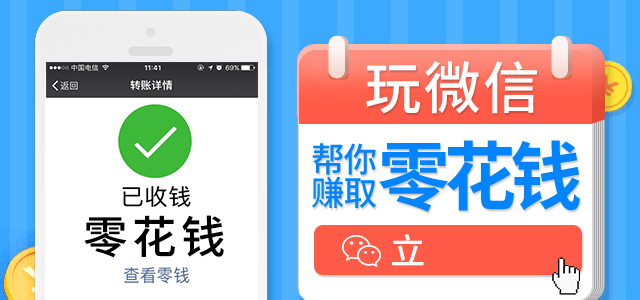 中国电信 11:41 69%
返回 转账详情
已收钱
零花钱
查看零钱
玩微信
帮你
赚取
零花钱
立